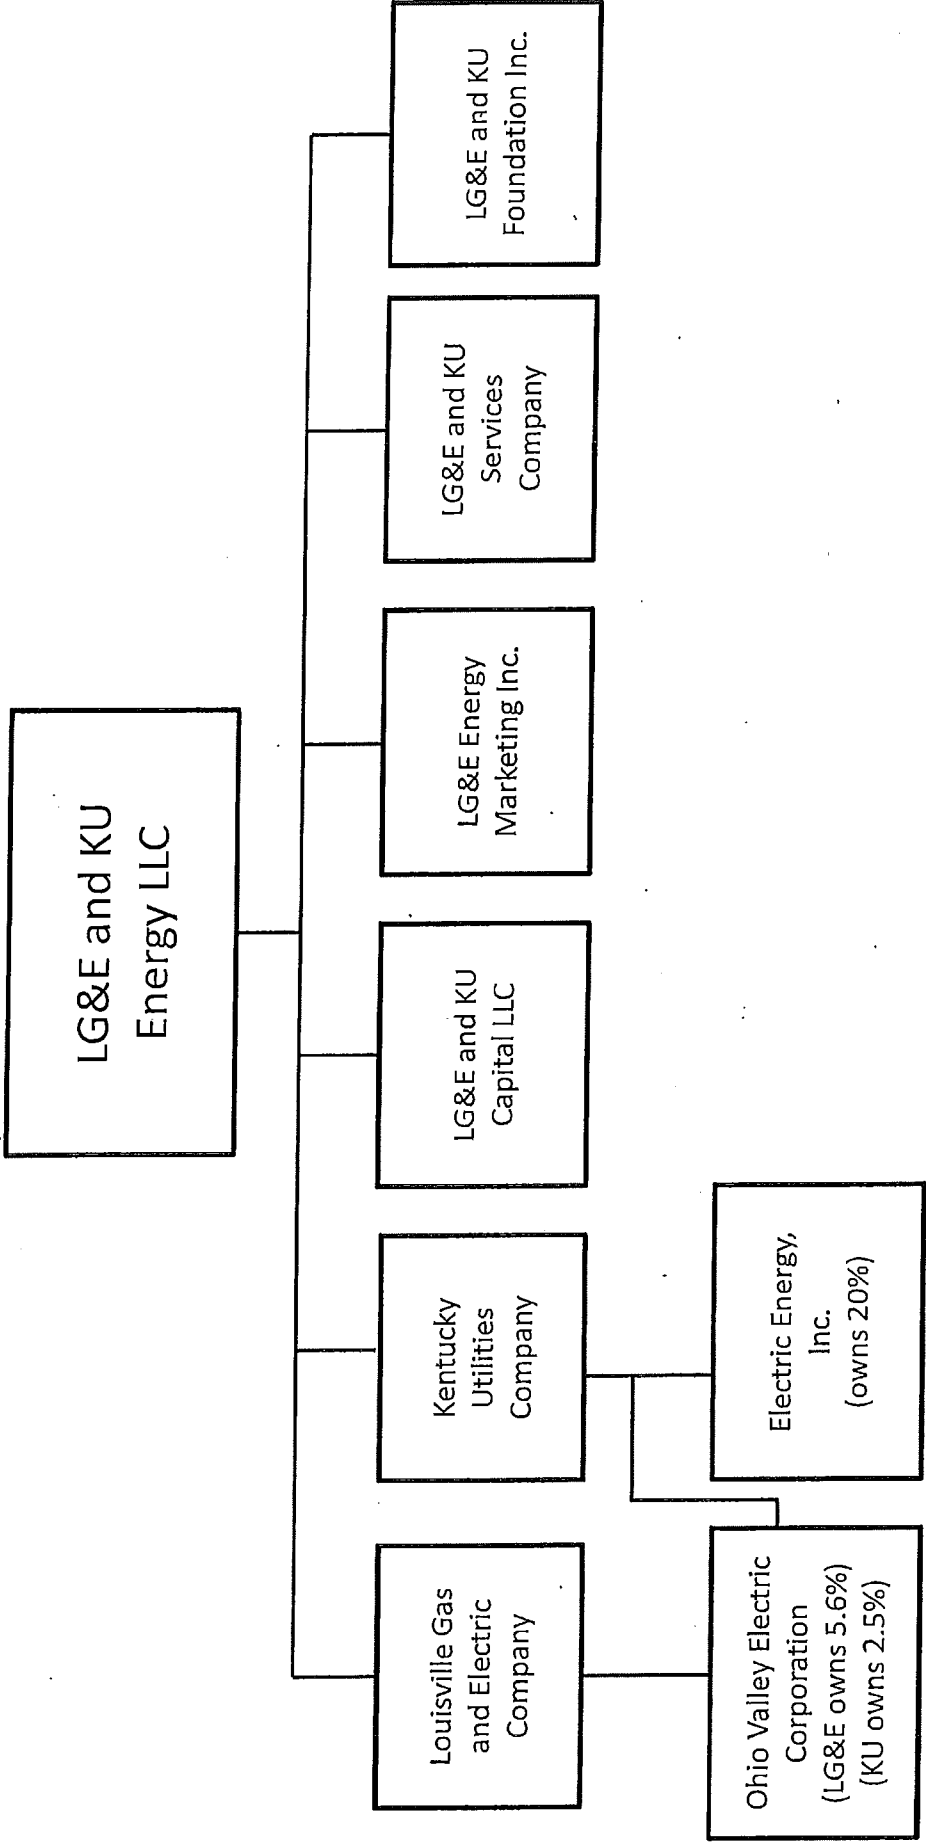 LG&E and KU
Energy LLC
Louisville Gas
and Electric
Company
Kentucky
Utilities
Company
LG&E and KU
Capital LLC
LG&E Energy
Marketing Inc.
LG&E and KU
Services
Company
LG&E and KU
Foundation Inc.
Ohio Valley Electric
Corporation
(LG&E owns 5.6%)
(KU owns 2.5%)
Electric Energy,
Inc.
(owns 20%)